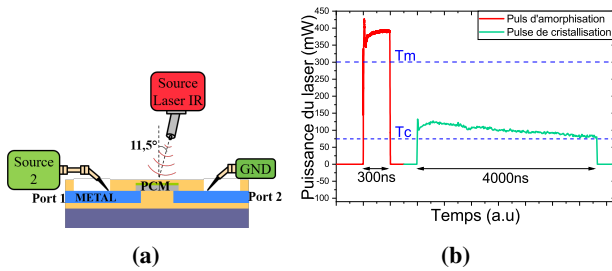 Source
Laser IR
11,5°
Source
2
GND
PCM
Port 1
METAL
Port 2
(a)
b)
Puissance du laser (mW)
450
400
350
300
250
200
150
100
50
0
Puls d'amorphisation
Pulse de cristallisation
Tm
Tc
300ns
4000ns
Temps (a.u)
(b)